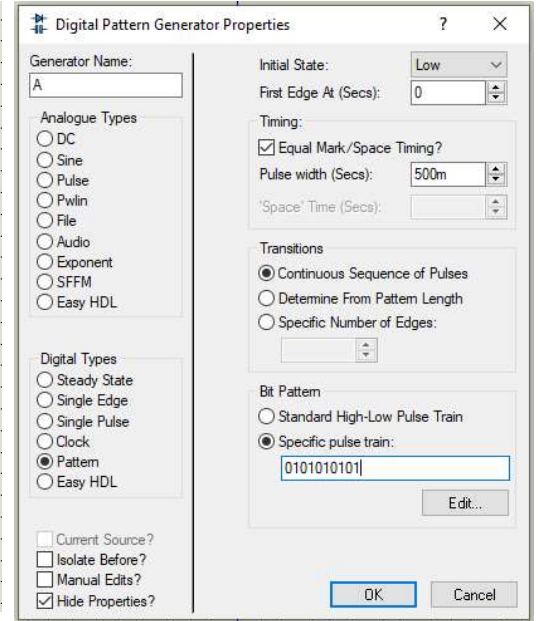 Digital Pattern Generator Properties ? ×
Generator Name:
A
Analogue Types
DC
Sine
Pulse
Pwlin
File
Audio
Exponent
SFFM
Easy HDL
Digital Types
Steady State
Single Edge
Single Pulse
Clock
Pattern
Easy HDL
Current Source?
Isolate Before?
Manual Edits?
Hide Properties?
Initial State: Low
First Edge At (Secs): 0
Timing:
Equal Mark/Space Timing?
Pulse width (Secs): 500m
'Space' Time (Secs):
Transitions
Continuous Sequence of Pulses
Determine From Pattern Length
Specific Number of Edges:
Bit Pattern
Standard High-Low Pulse Train
Specific pulse train:
0101010101
Edit...
OK Cancel